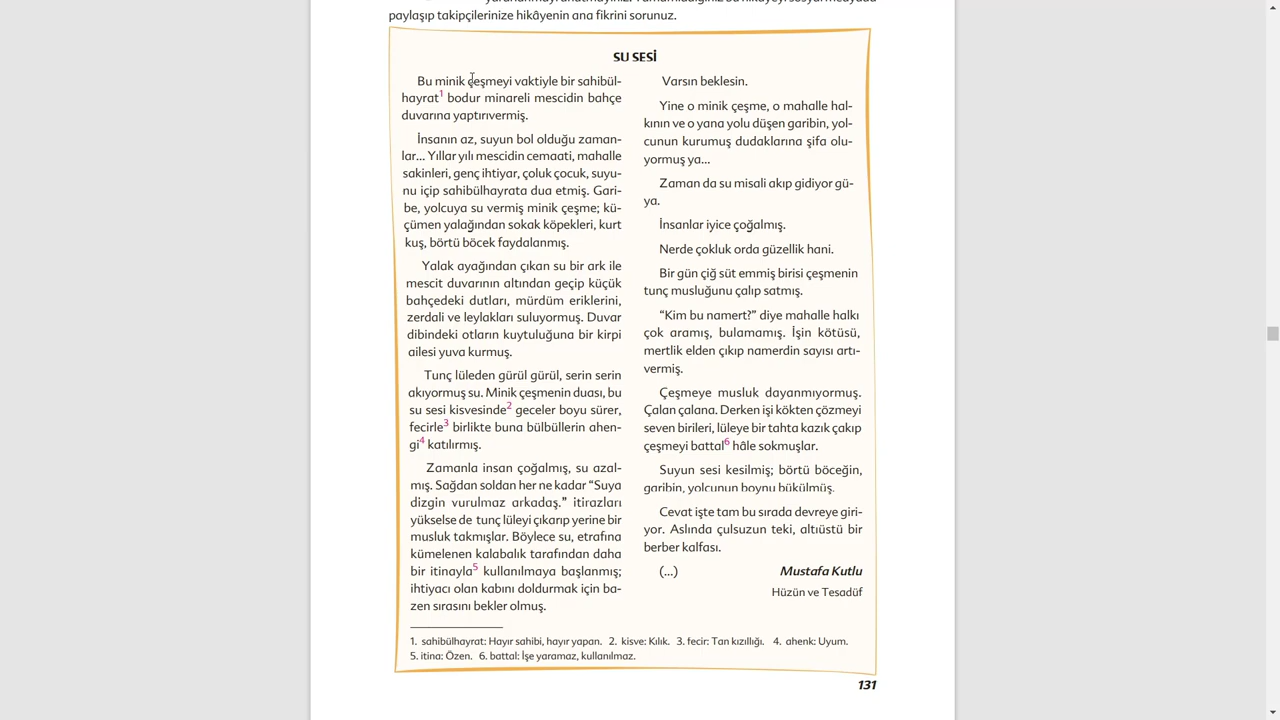 paylaşıp takipçilerinize hikâyenin ana fikrini sorunuz.
SU SESİ
Bu minik çeşmeyi vaktiyle bir sahibül-
hayrat1 bodur minareli mescidin bahçe
duvarına yaptırıvermiş.
İnsanın az, suyun bol olduğu zaman-
lar... Yıllar yılı mescidin cemaati, mahalle
sakinleri, genç ihtiyar, çoluk çocuk, suyu-
nu içip sahibülhayrata dua etmiş. Gari-
be, yolcuya su vermiş minik çeşme; kü-
çümen yalağından sokak köpekleri, kurt
kuş, börtü böcek faydalanmış.
Yalak ayağından çıkan su bir ark ile
mescit duvarının altından geçip küçük
bahçedeki dutları, mürdüm eriklerini,
zerdali ve leylakları suluyormuş. Duvar
dibindeki otların kuytuluğuna bir kirpi
ailesi yuva kurmuş.
Tunç lüleden gürül gürül, serin serin
akıyormuş su. Minik çeşmenin duası, bu
su sesi kisvesinde2 geceler boyu sürer,
fecirle3 birlikte buna bülbüllerin ahen-
gi4 katılırmış.
Zamanla insan çoğalmış, su azal-
mış. Sağdan soldan her ne kadar “Suya
dizgin vurulmaz arkadaş.” itirazları
yükselse de tunç lüleyi çıkarıp yerine bir
musluk takmışlar. Böylece su, etrafına
kümelenen kalabalık tarafından daha
bir itinayla5 kullanılmaya başlanmış;
ihtiyacı olan kabını doldurmak için ba-
zen sırasını bekler olmuş.
Varsın beklesin.
Yine o minik çeşme, o mahalle hal-
kının ve o yana yolu düşen garibin, yol-
cunun kurumuş dudaklarına şifa olu-
yormuş ya...
Zaman da su misali akıp gidiyor gü-
ya.
İnsanlar iyice çoğalmış.
Nerde çokluk orda güzellik hani.
Bir gün çiğ süt emmiş birisi çeşmenin
tunç musluğunu çalıp satmış.
“Kim bu namert?” diye mahalle halkı
çok aramış, bulamamış. İşin kötüsü,
mertlik elden çıkıp namerdin sayısı artı-
vermiş.
Çeşmeye musluk dayanmıyormuş.
Çalan çalana. Derken işi kökten çözmeyi
seven birileri, lüleye bir tahta kazık çakıp
çeşmeyi battal6 hâle sokmuşlar.
Suyun sesi kesilmiş; börtü böceğin,
garibin, yolcunun boynu bükülmüş.
Cevat işte tam bu sırada devreye giri-
yor. Aslında çulsuzun teki, altıüstü bir
berber kalfası.
(...) Mustafa Kutlu
Hüzün ve Tesadüf
1. sahibülhayrat: Hayır sahibi, hayır yapan. 2. kisve: Kılık. 3. fecir: Tan kızıllığı. 4. ahenk: Uyum.
5. itina: Özen. 6. battal: İşe yaramaz, kullanılmaz.
131